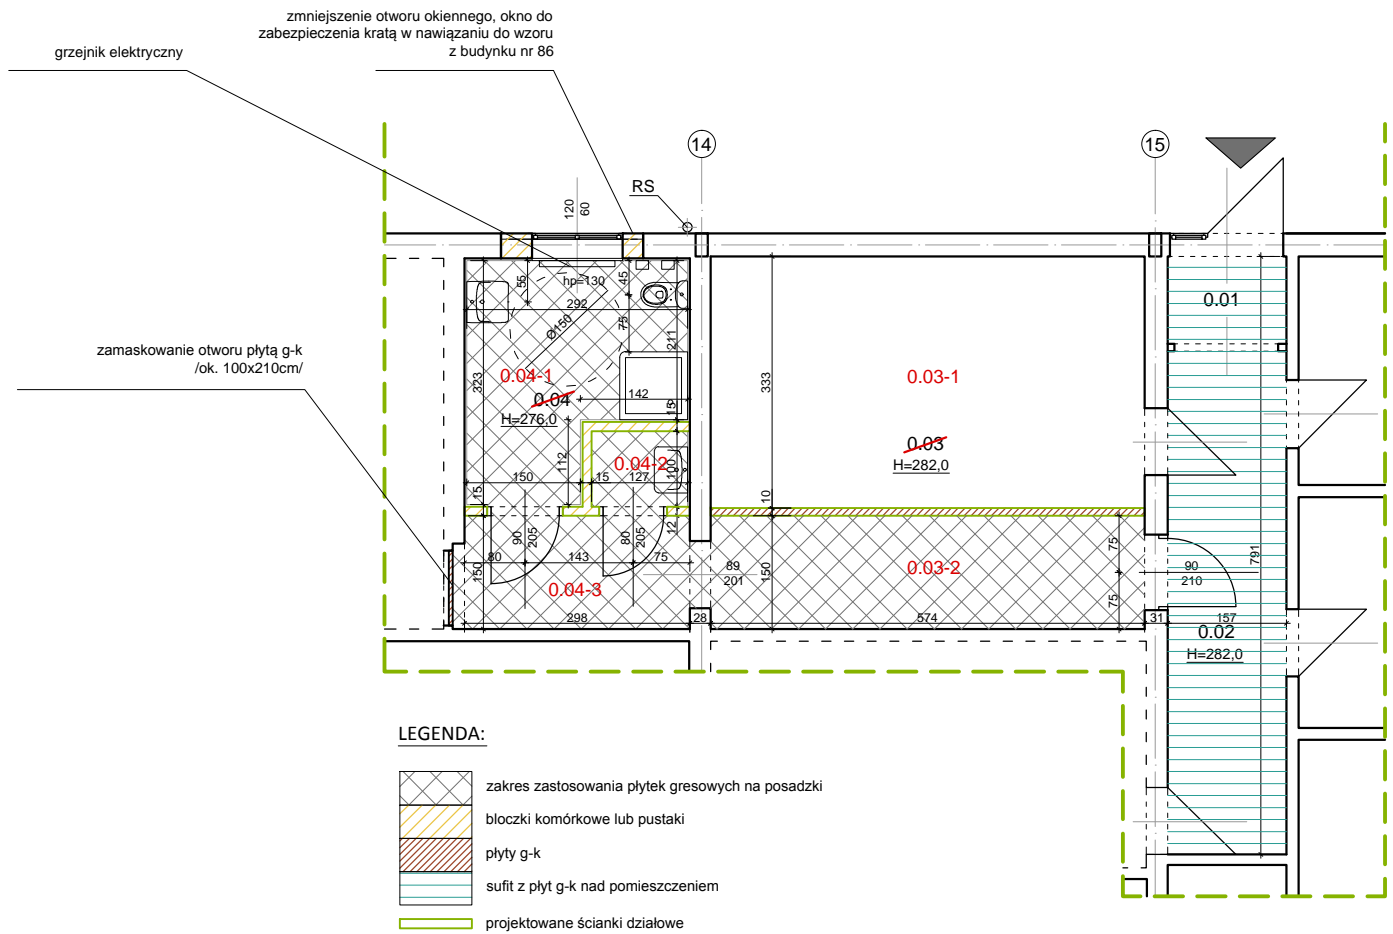 zmniejszenie otworu okiennego, okno do
zabezpieczenia kratą w nawiązaniu do wzoru
z budynku nr 86
grzejnik elektryczny
14
15
RS
120
60
0.01
55
hp=130
45
292
Ø150
75
211
zamaskowanie otworu płytą g-k
/ok. 100x210cm/
323
0.04-1
142
0.04
H=276,0
15
333
0.03-1
0.03
H=282,0
112
0.04-2
100
150
15
127
15
10
12
90
205
80
205
80
143
75
89
201
150
150
0.04-3
0.03-2
75
75
90
210
791
298
28
574
31
157
0.02
H=282,0
LEGENDA:
zakres zastosowania płytek gresowych na posadzki
bloczki komórkowe lub pustaki
płyty g-k
sufit z płyt g-k nad pomieszczeniem
projektowane ścianki działowe